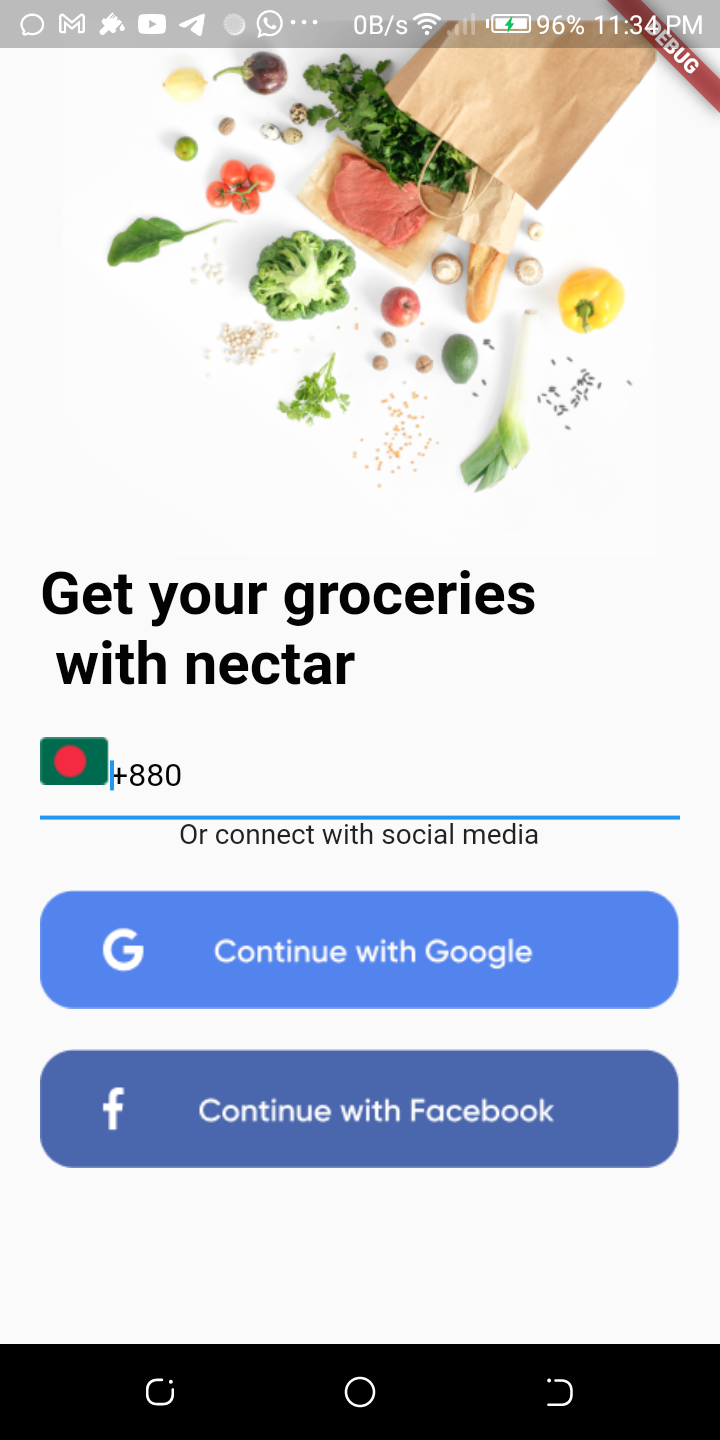 0B/s 96% 11:34 PM
DEBUG
Get your groceries
with nectar
+880
Or connect with social media
G Continue with Google
f Continue with Facebook